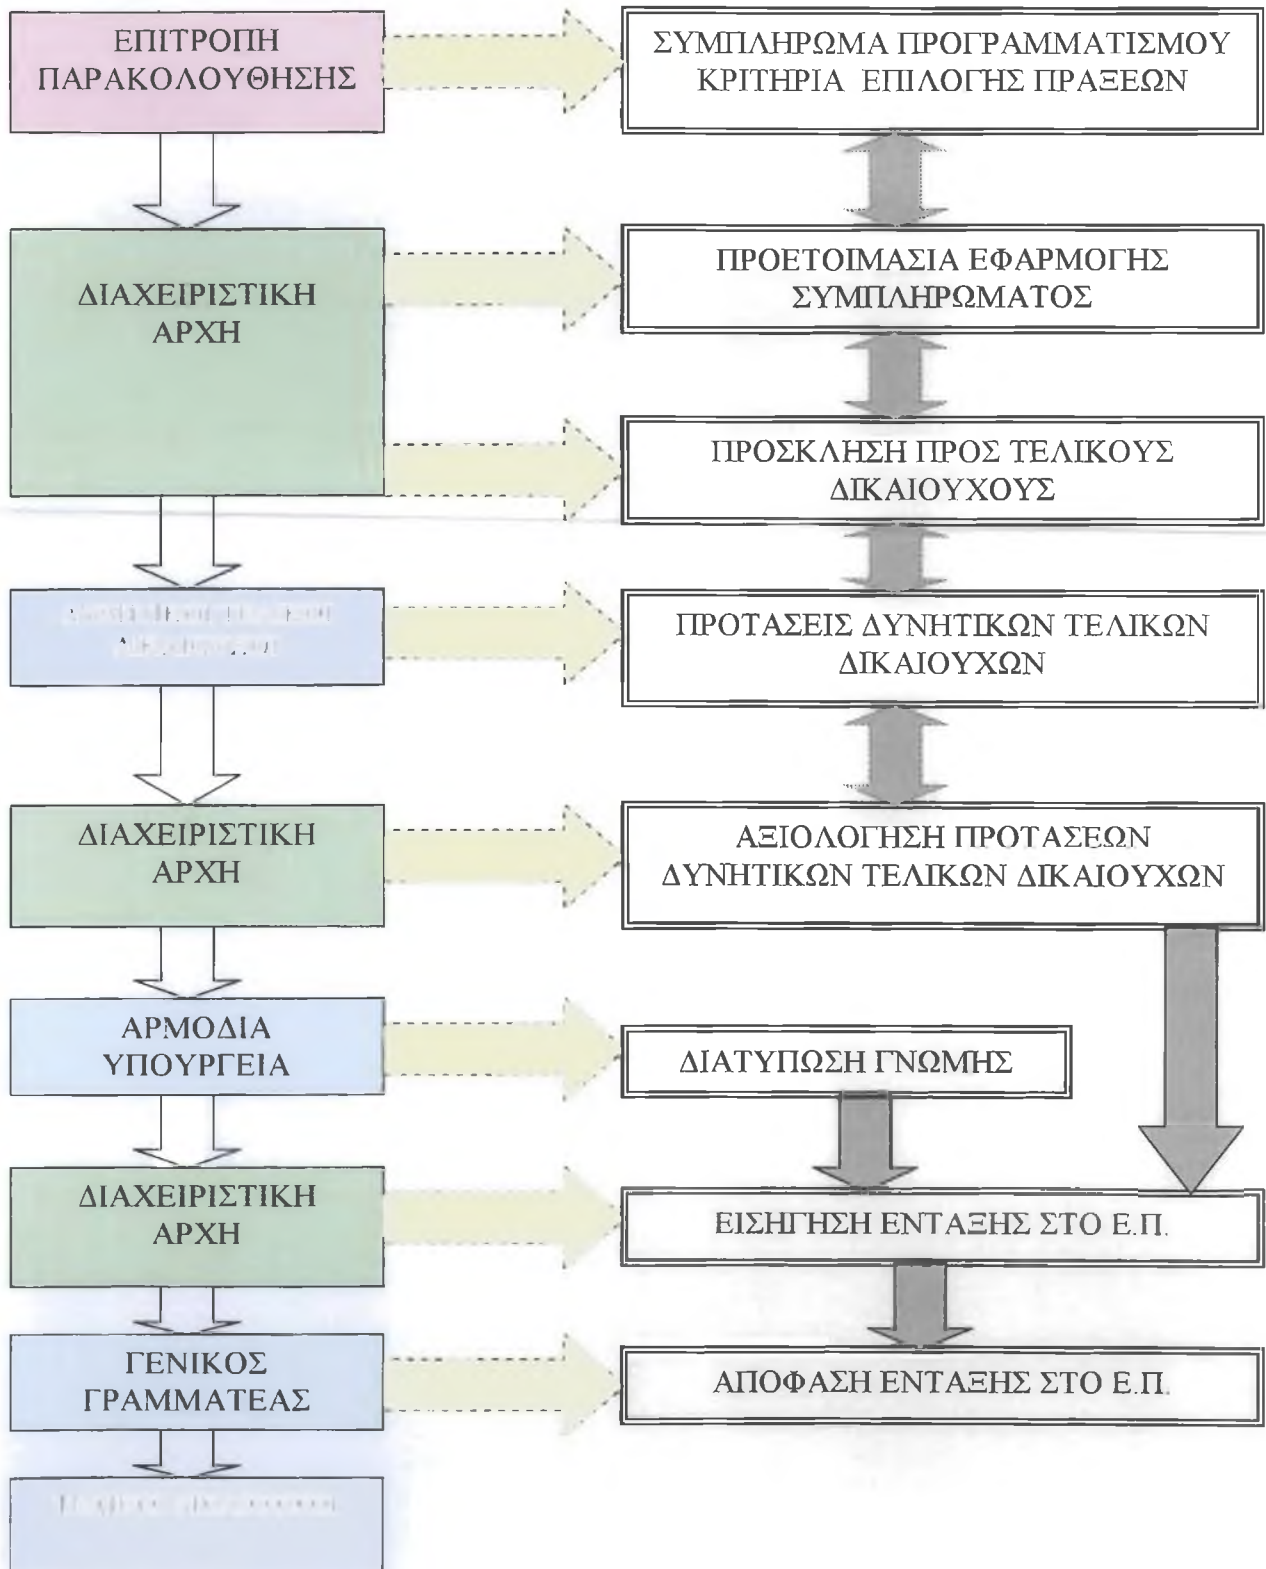 ΕΠΙΤΡΟΠΗ
ΠΑΡΑΚΟΛΟΥΘΗΣΗΣ
ΣΥΜΠΛΗΡΩΜΑ ΠΡΟΓΡΑΜΜΑΤΙΣΜΟΥ
ΚΡΙΤΗΡΙΑ ΕΠΙΛΟΓΗΣ ΠΡΑΞΕΩΝ
ΔΙΑΧΕΙΡΙΣΤΙΚΗ
ΑΡΧΗ
ΠΡΟΕΤΟΙΜΑΣΙΑ ΕΦΑΡΜΟΓΗΣ
ΣΥΜΠΛΗΡΩΜΑΤΟΣ
ΠΡΟΣΚΛΗΣΗ ΠΡΟΣ ΤΕΛΙΚΟΥΣ
ΔΙΚΑΙΟΥΧΟΥΣ
ΠΡΟΤΑΣΕΙΣ ΔΥΝΗΤΙΚΩΝ ΤΕΛΙΚΩΝ
ΔΙΚΑΙΟΥΧΩΝ
ΔΙΑΧΕΙΡΙΣΤΙΚΗ
ΑΡΧΗ
ΑΞΙΟΛΟΓΗΣΗ ΠΡΟΤΑΣΕΩΝ
ΔΥΝΗΤΙΚΩΝ ΤΕΛΙΚΩΝ ΔΙΚΑΙΟΥΧΩΝ
ΑΡΜΟΔΙΑ
ΥΠΟΥΡΓΕΙΑ
ΔΙΑΤΥΠΩΣΗ ΓΝΩΜΗΣ
ΔΙΑΧΕΙΡΙΣΤΙΚΗ
ΑΡΧΗ
ΕΙΣΗΓΗΣΗ ΕΝΤΑΞΗΣ ΣΤΟ Ε.Π.
ΓΕΝΙΚΟΣ
ΓΡΑΜΜΑΤΕΑΣ
ΑΠΟΦΑΣΗ ΕΝΤΑΞΗΣ ΣΤΟ Ε.Π.